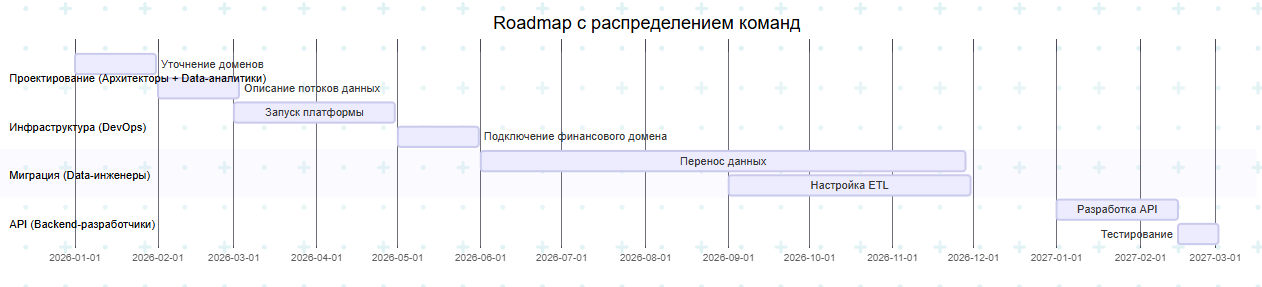 Roadmap с распределением команд
Уточнение доменов
Проектирование (Архитекторы + Data-аналитики)
Описание потоков данных
Запуск платформы
Инфраструктура (DevOps)
Подключение финансового домена
Перенос данных
Миграция (Data-инженеры)
Настройка ETL
Разработка API
API (Backend-разработчики)
Тестирование
2026-01-01 2026-02-01 2026-03-01 2026-04-01 2026-05-01 2026-06-01 2026-07-01 2026-08-01 2026-09-01 2026-10-01 2026-11-01 2026-12-01 2027-01-01 2027-02-01 2027-03-01